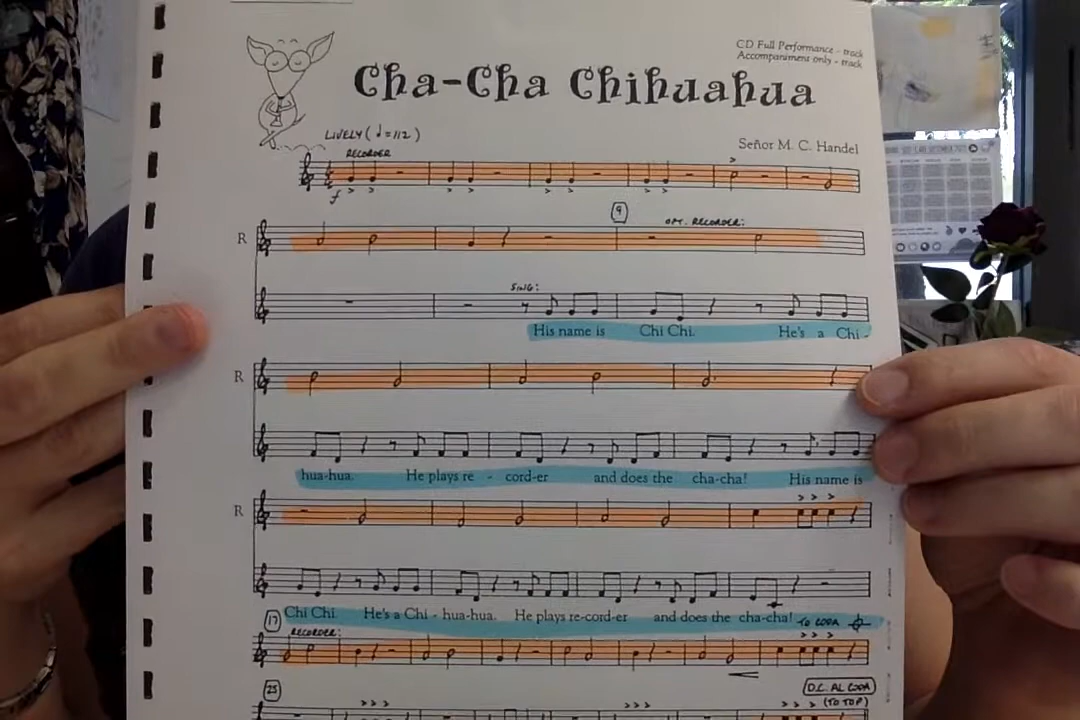 CD Full Performance - track
Accompaniment only - track
Cha-Cha Chihuahua
LIVELY (♩=112)
Señor M. C. Handel
RECORDER
f
9
OPT. RECORDER:
R
SING:
His name is Chi Chi. He's a Chi-
R
hua-hua. He plays re - cord-er and does the cha-cha! His name is
R
Chi Chi. He's a Chi - hua-hua. He plays re-cord-er and does the cha-cha! TO CODA
17
RECORDER:
25
D.C. AL CODA
(TO TOP)